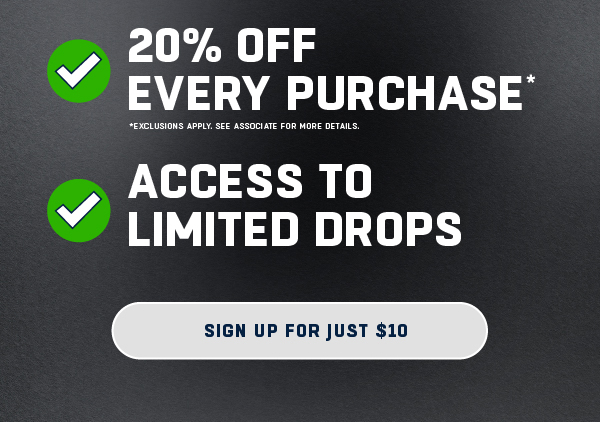 20% OFF
EVERY PURCHASE*
*EXCLUSIONS APPLY. SEE ASSOCIATE FOR MORE DETAILS.
ACCESS TO
LIMITED DROPS
SIGN UP FOR JUST $10